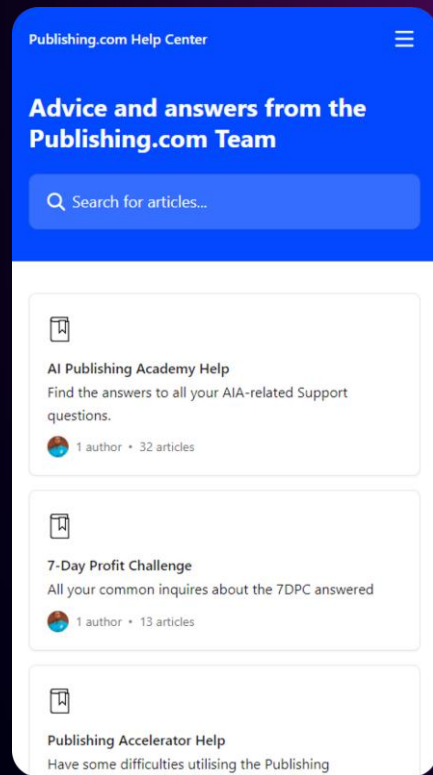 Publishing.com Help Center
Advice and answers from the
Publishing.com Team
Search for articles...
AI Publishing Academy Help
Find the answers to all your AIA-related Support
questions.
1 author • 32 articles
7-Day Profit Challenge
All your common inquires about the 7DPC answered
1 author • 13 articles
Publishing Accelerator Help
Have some difficulties utilising the Publishing